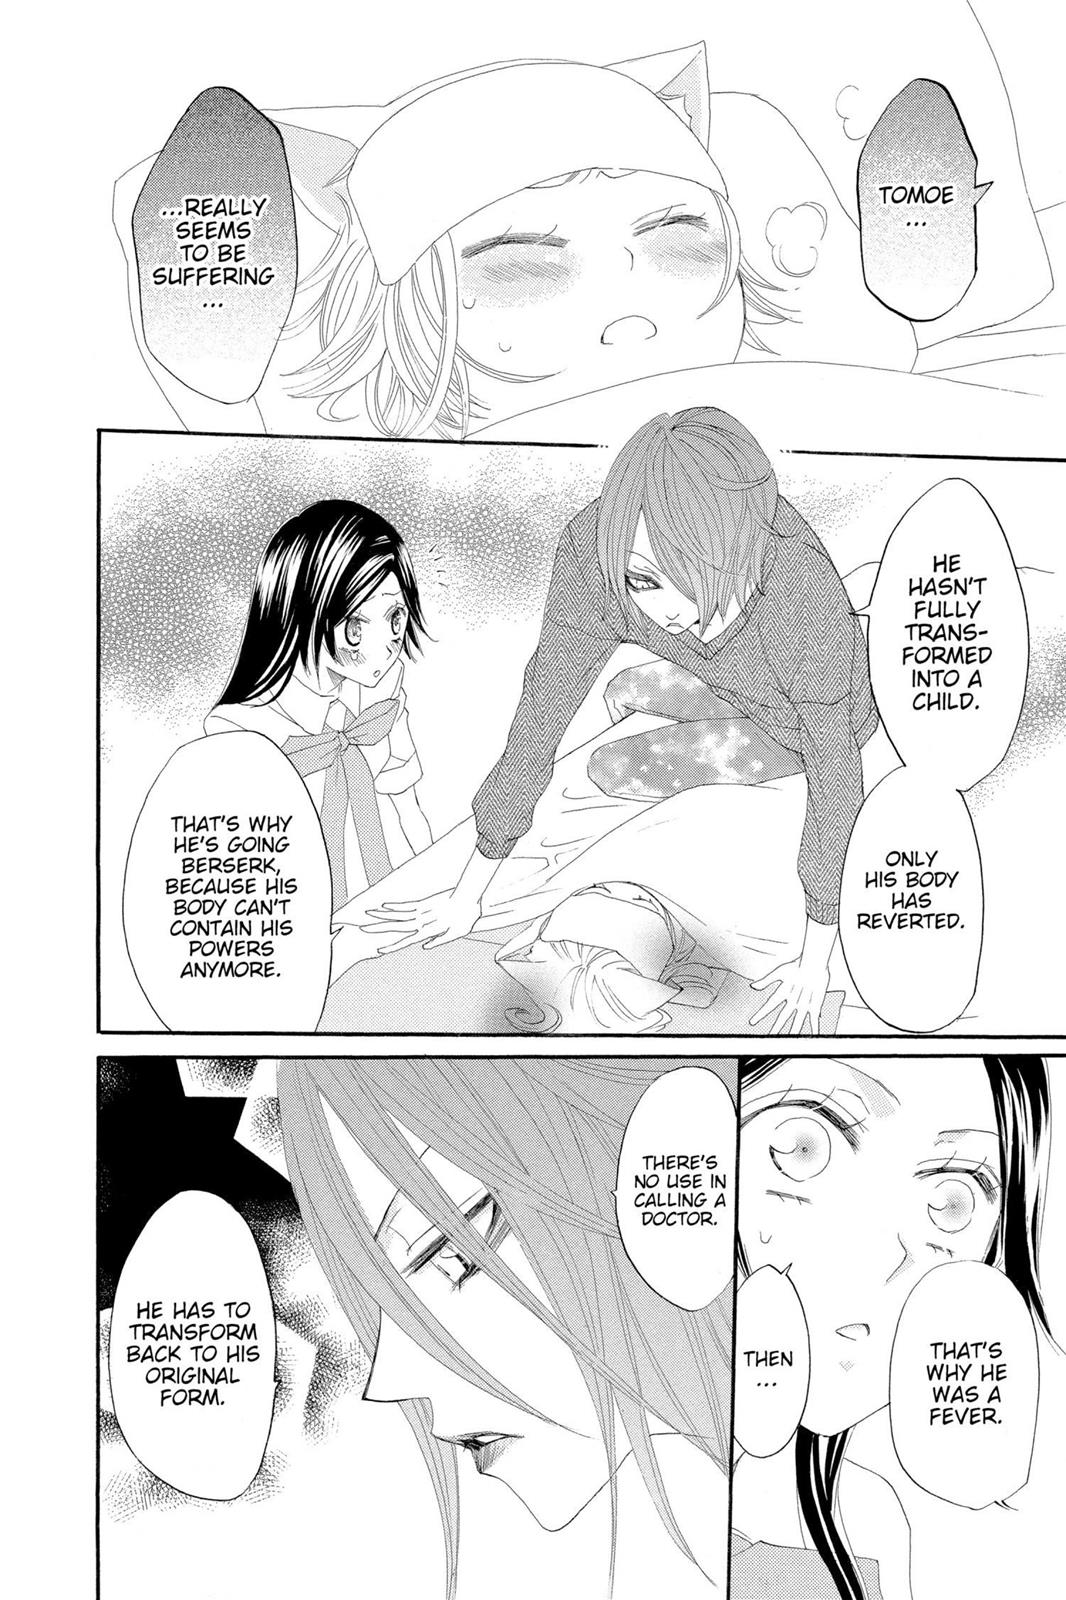 TOMOE
...
...REALLY
SEEMS
TO BE
SUFFERING
...
HE
HASN'T
FULLY
TRANS-
FORMED
INTO A
CHILD.
ONLY
HIS BODY
HAS
REVERTED.
THAT'S WHY
HE'S GOING
BERSERK,
BECAUSE HIS
BODY CAN'T
CONTAIN HIS
POWERS
ANYMORE.
THAT'S
WHY HE
WAS A
FEVER.
THEN
...
THERE'S
NO USE IN
CALLING A
DOCTOR.
HE HAS TO
TRANSFORM
BACK TO HIS
ORIGINAL
FORM.